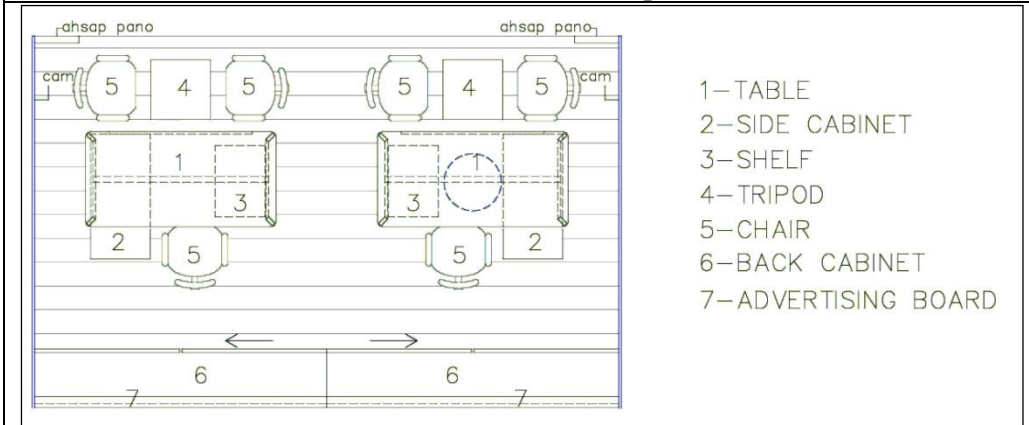 ahsap pano ahsap pano
cam cam
5 4 5 5 4 5
1 1
3 3
2 5 5 2
6 6
7 7
1-TABLE
2-SIDE CABINET
3-SHELF
4-TRIPOD
5-CHAIR
6-BACK CABINET
7-ADVERTISING BOARD